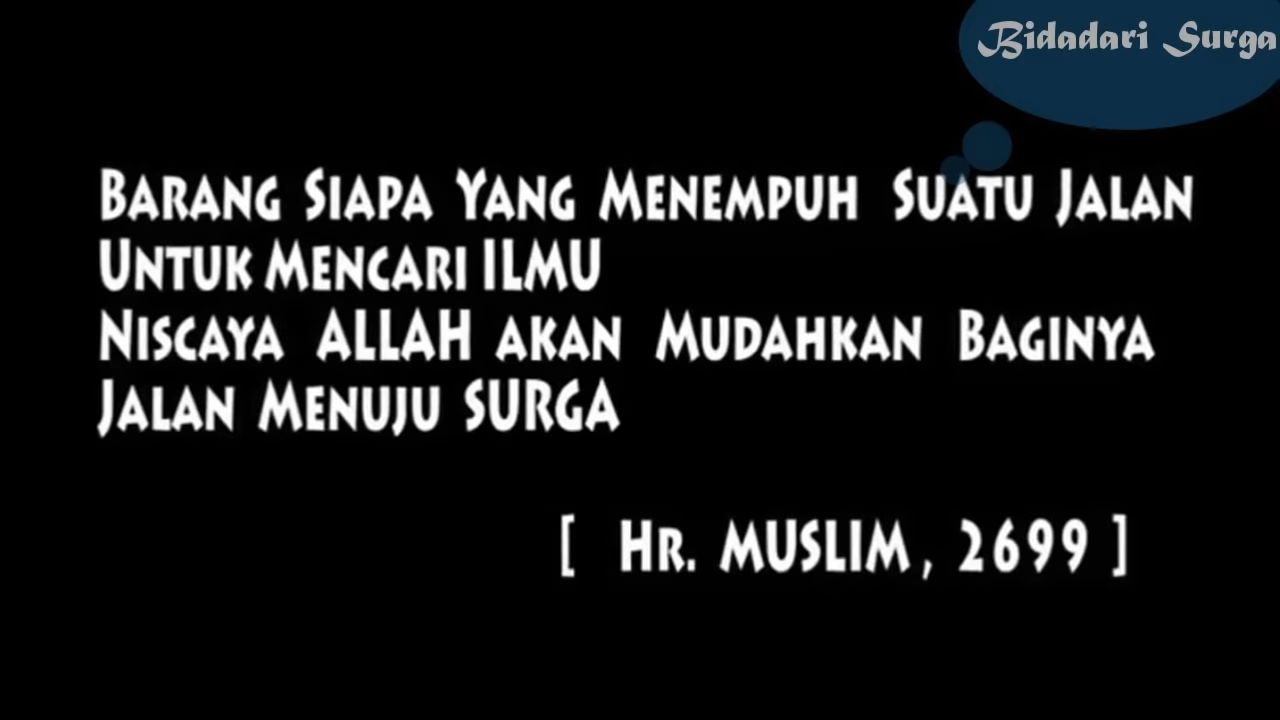 Bidadari Surga
BARANG SIAPA YANG MENEMPUH SUATU JALAN
UNTUK MENCARI ILMU
NISCAYA ALLAH AKAN MUDAHKAN BAGINYA
JALAN MENUJU SURGA
[ HR. MUSLIM, 2699 ]